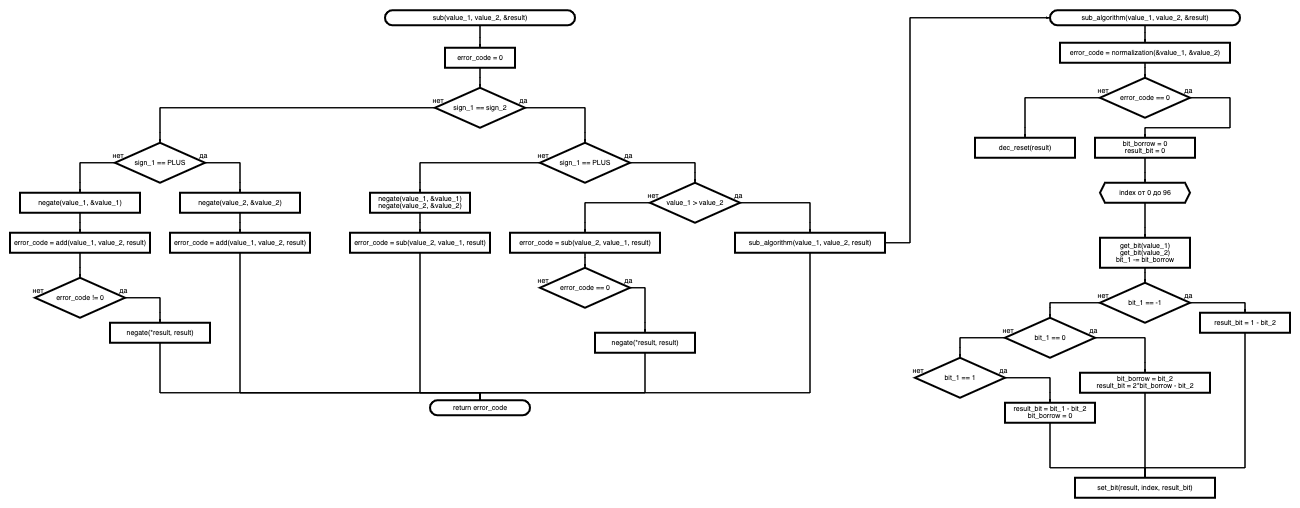 sub(value_1, value_2, &result)
error_code = 0
нет
sign_1 == sign_2
да
нет
sign_1 == PLUS
да
negate(value_1, &value_1)
negate(value_2, &value_2)
error_code = add(value_1, value_2, result)
error_code = add(value_1, value_2, result)
нет
error_code != 0
да
negate(*result, result)
нет
sign_1 == PLUS
да
negate(value_1, &value_1)
negate(value_2, &value_2)
error_code = sub(value_2, value_1, result)
нет
value_1 > value_2
да
error_code = sub(value_2, value_1, result)
нет
error_code == 0
да
negate(*result, result)
sub_algorithm(value_1, value_2, result)
return error_code
sub_algorithm(value_1, value_2, &result)
error_code = normalization(&value_1, &value_2)
нет
error_code == 0
да
dec_reset(result)
bit_borrow = 0
result_bit = 0
index от 0 до 96
get_bit(value_1)
get_bit(value_2)
bit_1 -= bit_borrow
нет
bit_1 == -1
да
result_bit = 1 - bit_2
нет
bit_1 == 0
да
bit_borrow = bit_2
result_bit = 2*bit_borrow - bit_2
нет
bit_1 == 1
да
result_bit = bit_1 - bit_2
bit_borrow = 0
set_bit(result, index, result_bit)